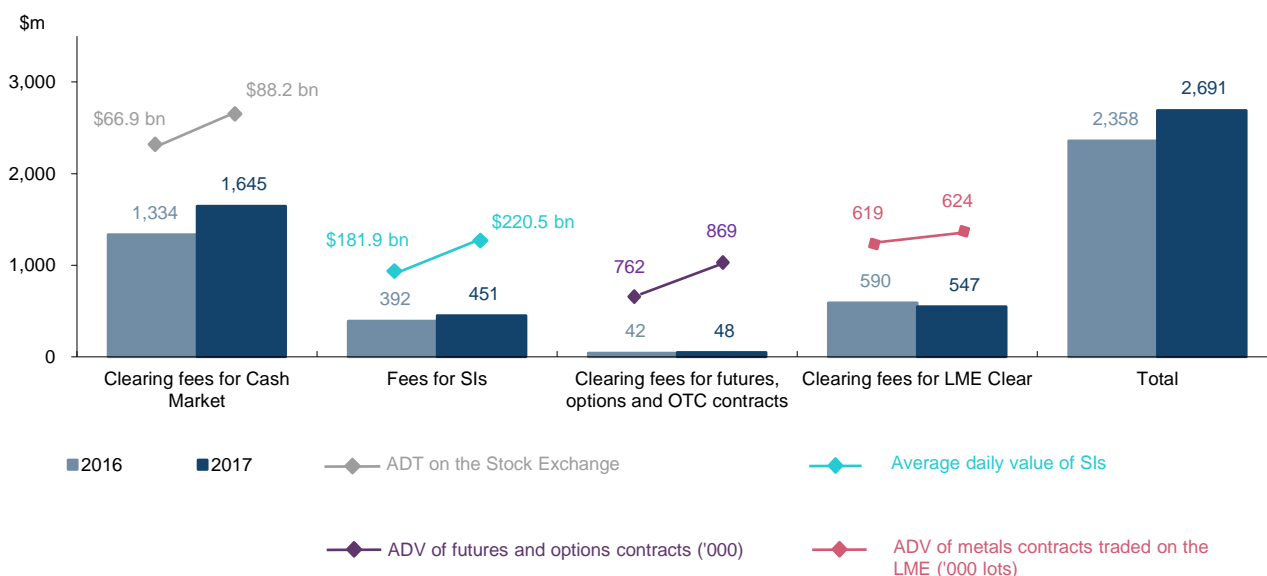 $m
3,000
2,000
1,000
0
$66.9 bn
$88.2 bn
1,334
1,645
$181.9 bn
$220.5 bn
392
451
762
869
42
48
619
624
590
547
2,358
2,691
Clearing fees for Cash
Market
Fees for SIs
Clearing fees for futures,
options and OTC contracts
Clearing fees for LME Clear
Total
2016
2017
ADT on the Stock Exchange
Average daily value of SIs
ADV of futures and options contracts ('000)
ADV of metals contracts traded on the
LME ('000 lots)